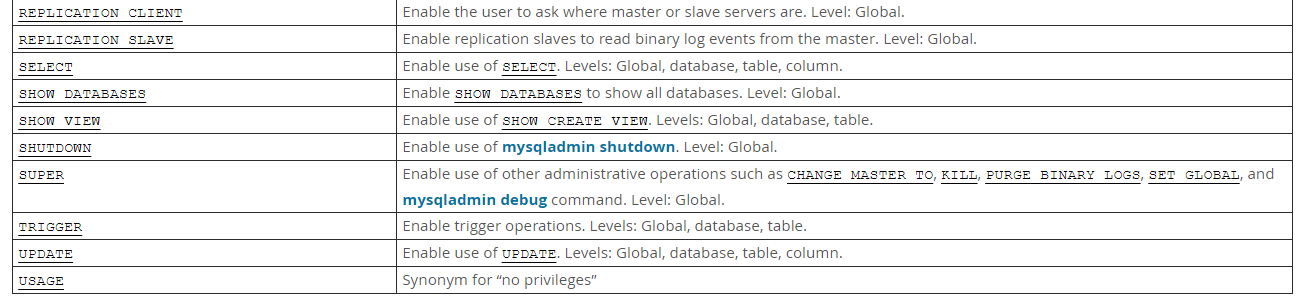 REPLICATION CLIENT Enable the user to ask where master or slave servers are. Level: Global.
REPLICATION SLAVE Enable replication slaves to read binary log events from the master. Level: Global.
SELECT Enable use of SELECT. Levels: Global, database, table, column.
SHOW DATABASES Enable SHOW DATABASES to show all databases. Level: Global.
SHOW VIEW Enable use of SHOW CREATE VIEW. Levels: Global, database, table.
SHUTDOWN Enable use of mysqladmin shutdown. Level: Global.
SUPER Enable use of other administrative operations such as CHANGE MASTER TO, KILL, PURGE BINARY LOGS, SET GLOBAL, and
mysqladmin debug command. Level: Global.
TRIGGER Enable trigger operations. Levels: Global, database, table.
UPDATE Enable use of UPDATE. Levels: Global, database, table, column.
USAGE Synonym for “no privileges”